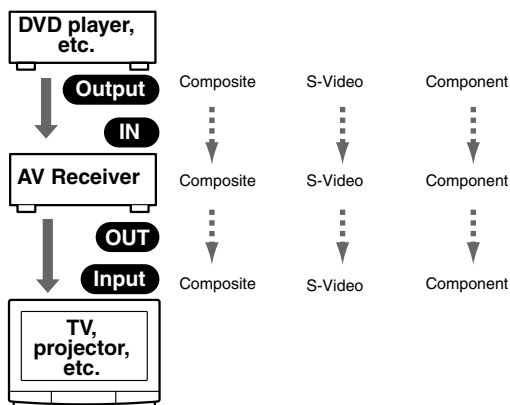 DVD player,
etc.
Output
Composite S-Video Component
IN
AV Receiver
Composite S-Video Component
OUT
Input
Composite S-Video Component
TV,
projector,
etc.